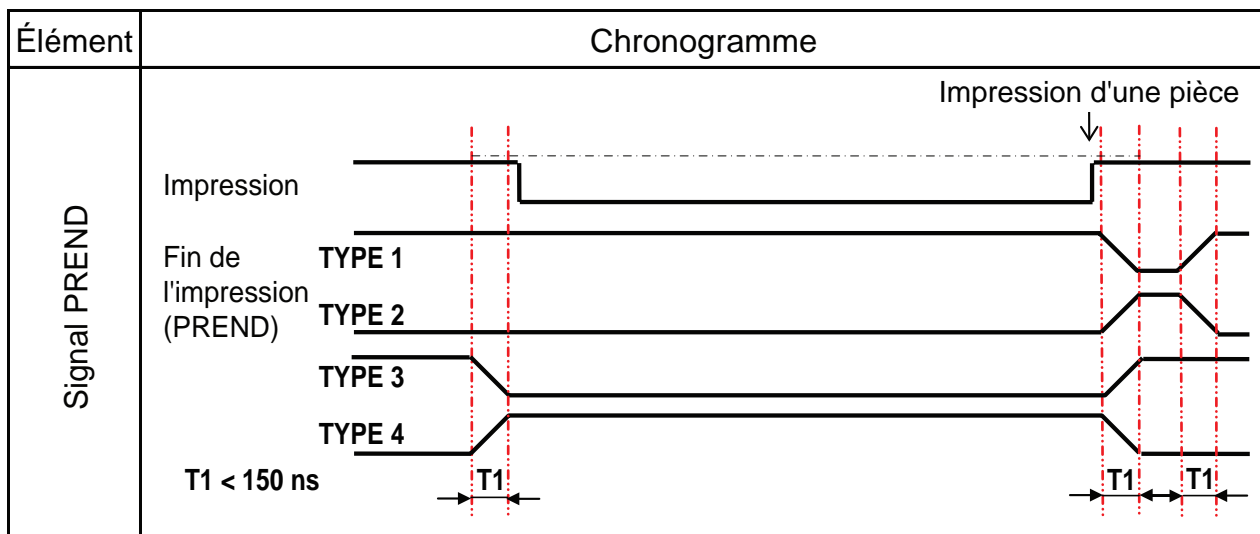 Élément
Chronogramme
Signal PREND
Impression d'une pièce
Impression
Fin de
l'impression
(PREND)
TYPE 1
TYPE 2
TYPE 3
TYPE 4
T1 < 150 ns
T1
T1
T1